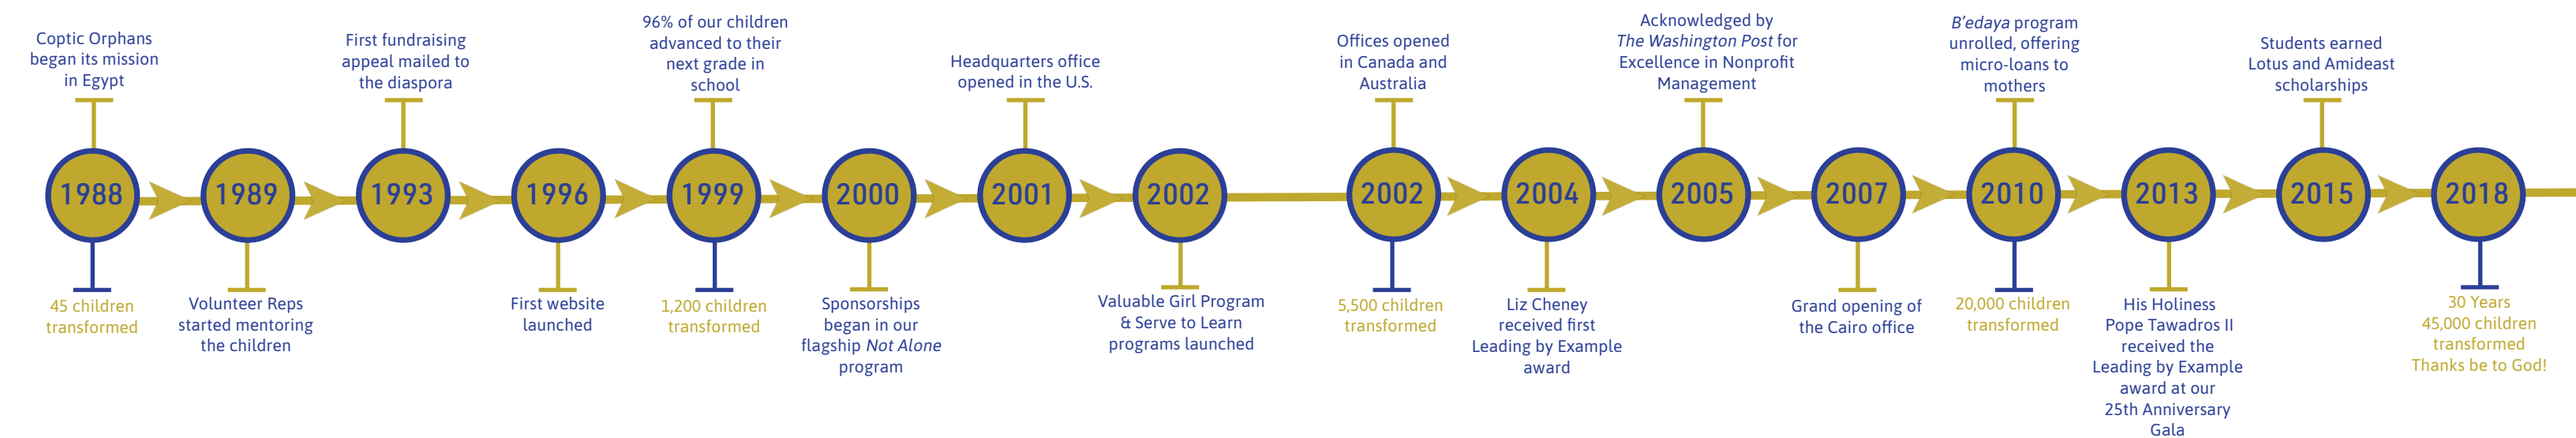 Coptic Orphans
began its mission
in Egypt
1988
45 children
transformed
1989
Volunteer Reps
started mentoring
the children
First fundraising
appeal mailed to
the diaspora
1993
1996
First website
launched
96% of our children
advanced to their
next grade in
school
1999
1,200 children
transformed
2000
Sponsorships
began in our
flagship Not Alone
program
Headquarters office
opened in the U.S.
2001
2002
Valuable Girl Program
& Serve to Learn
programs launched
Offices opened
in Canada and
Australia
2002
5,500 children
transformed
2004
Liz Cheney
received first
Leading by Example
award
Acknowledged by
The Washington Post for
Excellence in Nonprofit
Management
2005
2007
Grand opening of
the Cairo office
B’edaya program
unrolled, offering
micro-loans to
mothers
2010
20,000 children
transformed
2013
His Holiness
Pope Tawadros II
received the
Leading by Example
award at our
25th Anniversary
Gala
Students earned
Lotus and Amideast
scholarships
2015
2018
30 Years
45,000 children
transformed
Thanks be to God!